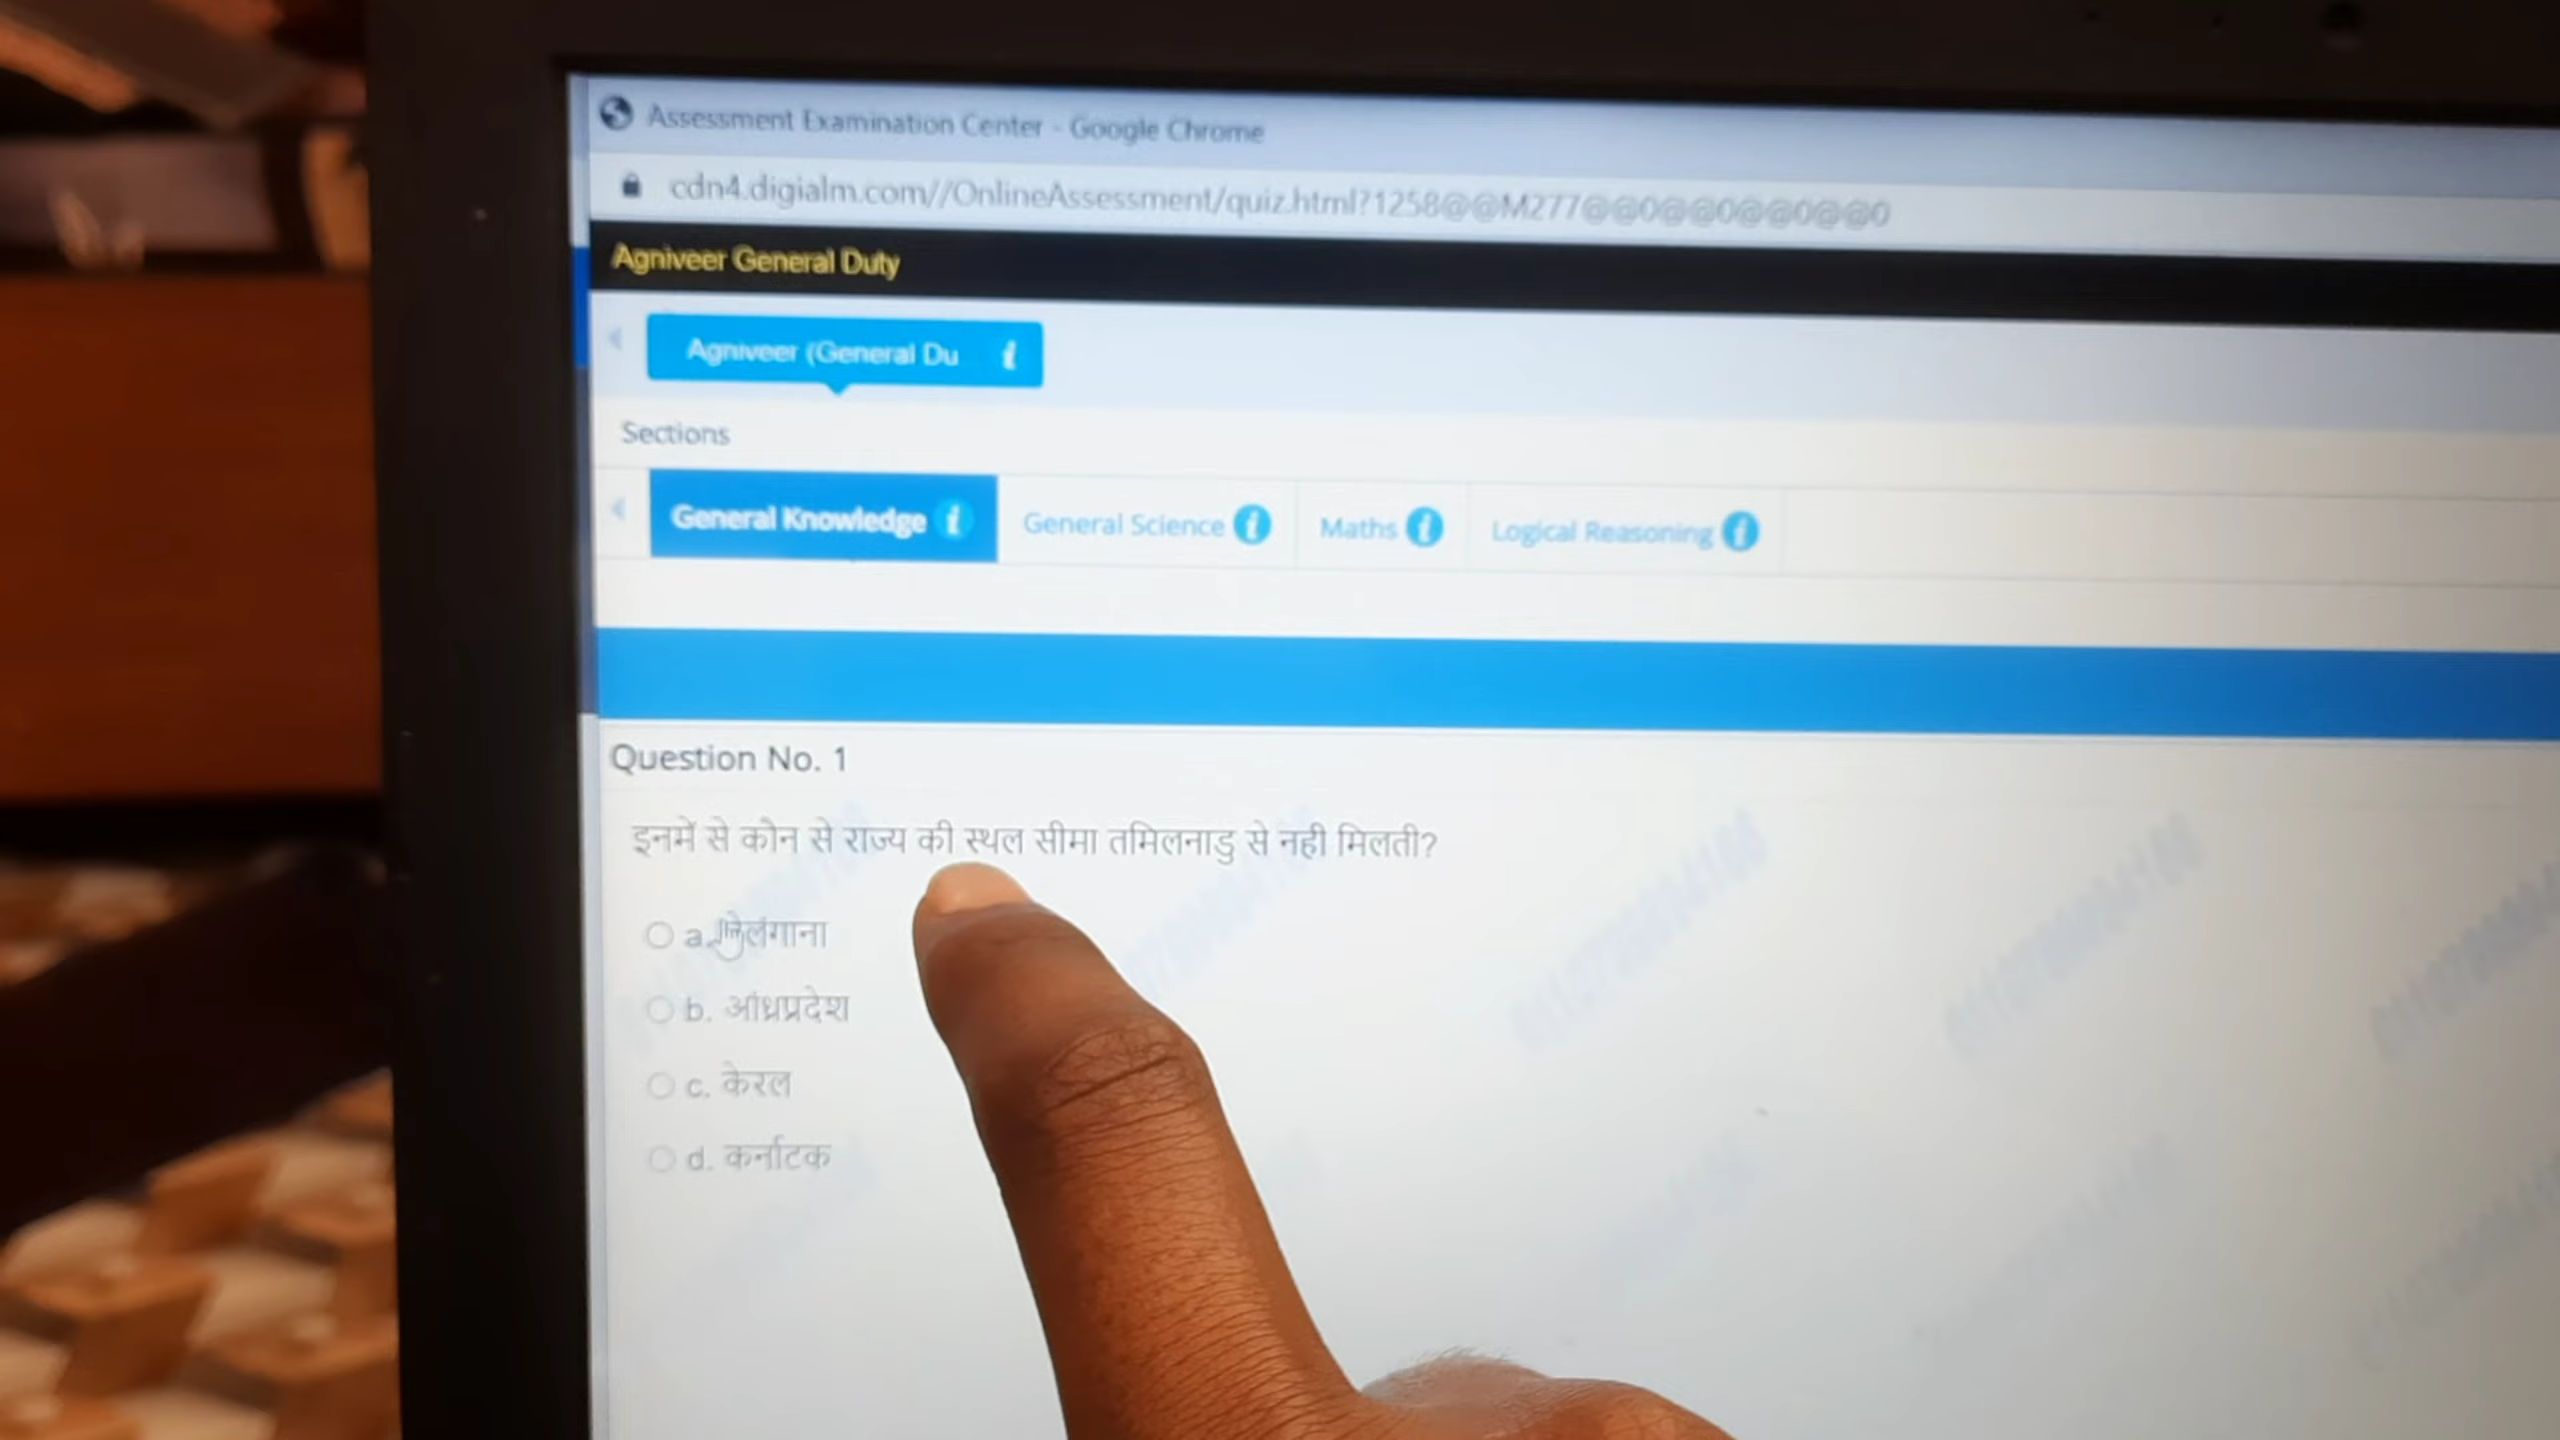 Assessment Examination Center - Google Chrome
cdn4.digialm.com//OnlineAssessment/quiz.html?1258@@M277@@0@@0@@0@@0
Agniveer General Duty
Agniveer (General Du i
Sections
General Knowledge i General Science i Maths i Logical Reasoning i
Question No. 1
इनमें से कौन से राज्य की स्थल सीमा तमिलनाडु से नही मिलती?
a. तेलंगाना
b. आंध्रप्रदेश
c. केरल
d. कर्नाटक